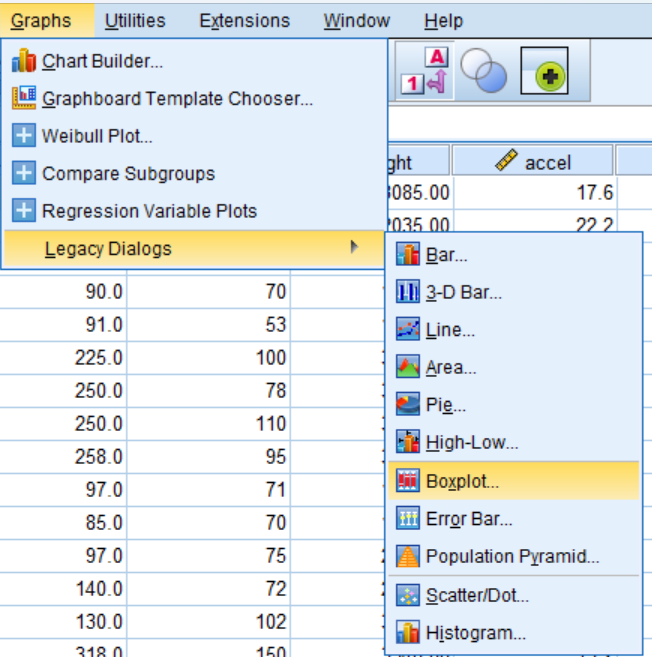 Graphs Utilities Extensions Window Help
Chart Builder...
Graphboard Template Chooser...
Weibull Plot...
Compare Subgroups
Regression Variable Plots
Legacy Dialogs
A
1
ght accel
085.00 17.6
035.00 22.2
Bar...
3-D Bar...
Line...
Area...
Pie...
High-Low...
Boxplot...
Error Bar...
Population Pyramid...
Scatter/Dot...
Histogram...
90.0 70
91.0 53
225.0 100
250.0 78
250.0 110
258.0 95
97.0 71
85.0 70
97.0 75
140.0 72
130.0 102
318.0 150